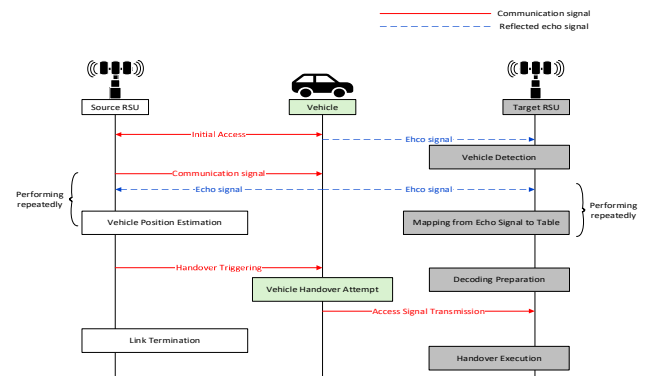 Communication signal
Reflected echo signal
Source RSU
Vehicle
Target RSU
Initial Access
Ehco signal
Vehicle Detection
Communication signal
Performing
repeatedly
Echo signal
Ehco signal
Performing
repeatedly
Vehicle Position Estimation
Mapping from Echo Signal to Table
Handover Triggering
Decoding Preparation
Vehicle Handover Attempt
Access Signal Transmission
Link Termination
Handover Execution